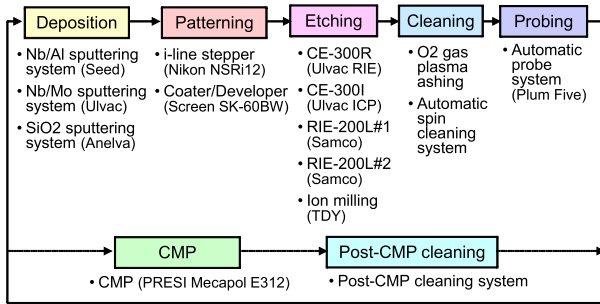 Deposition
Patterning
Etching
Cleaning
Probing
• Nb/Al sputtering
system (Seed)
• Nb/Mo sputtering
system (Ulvac)
• SiO2 sputtering
system (Anelva)
• i-line stepper
(Nikon NSRi12)
• Coater/Developer
(Screen SK-60BW)
• CE-300R
(Ulvac RIE)
• CE-300I
(Ulvac ICP)
• RIE-200L#1
(Samco)
• RIE-200L#2
(Samco)
• Ion milling
(TDY)
• O2 gas
plasma
ashing
• Automatic
spin
cleaning
system
• Automatic
probe
system
(Plum Five)
CMP
Post-CMP cleaning
• CMP (PRESI Mecapol E312)
• Post-CMP cleaning system